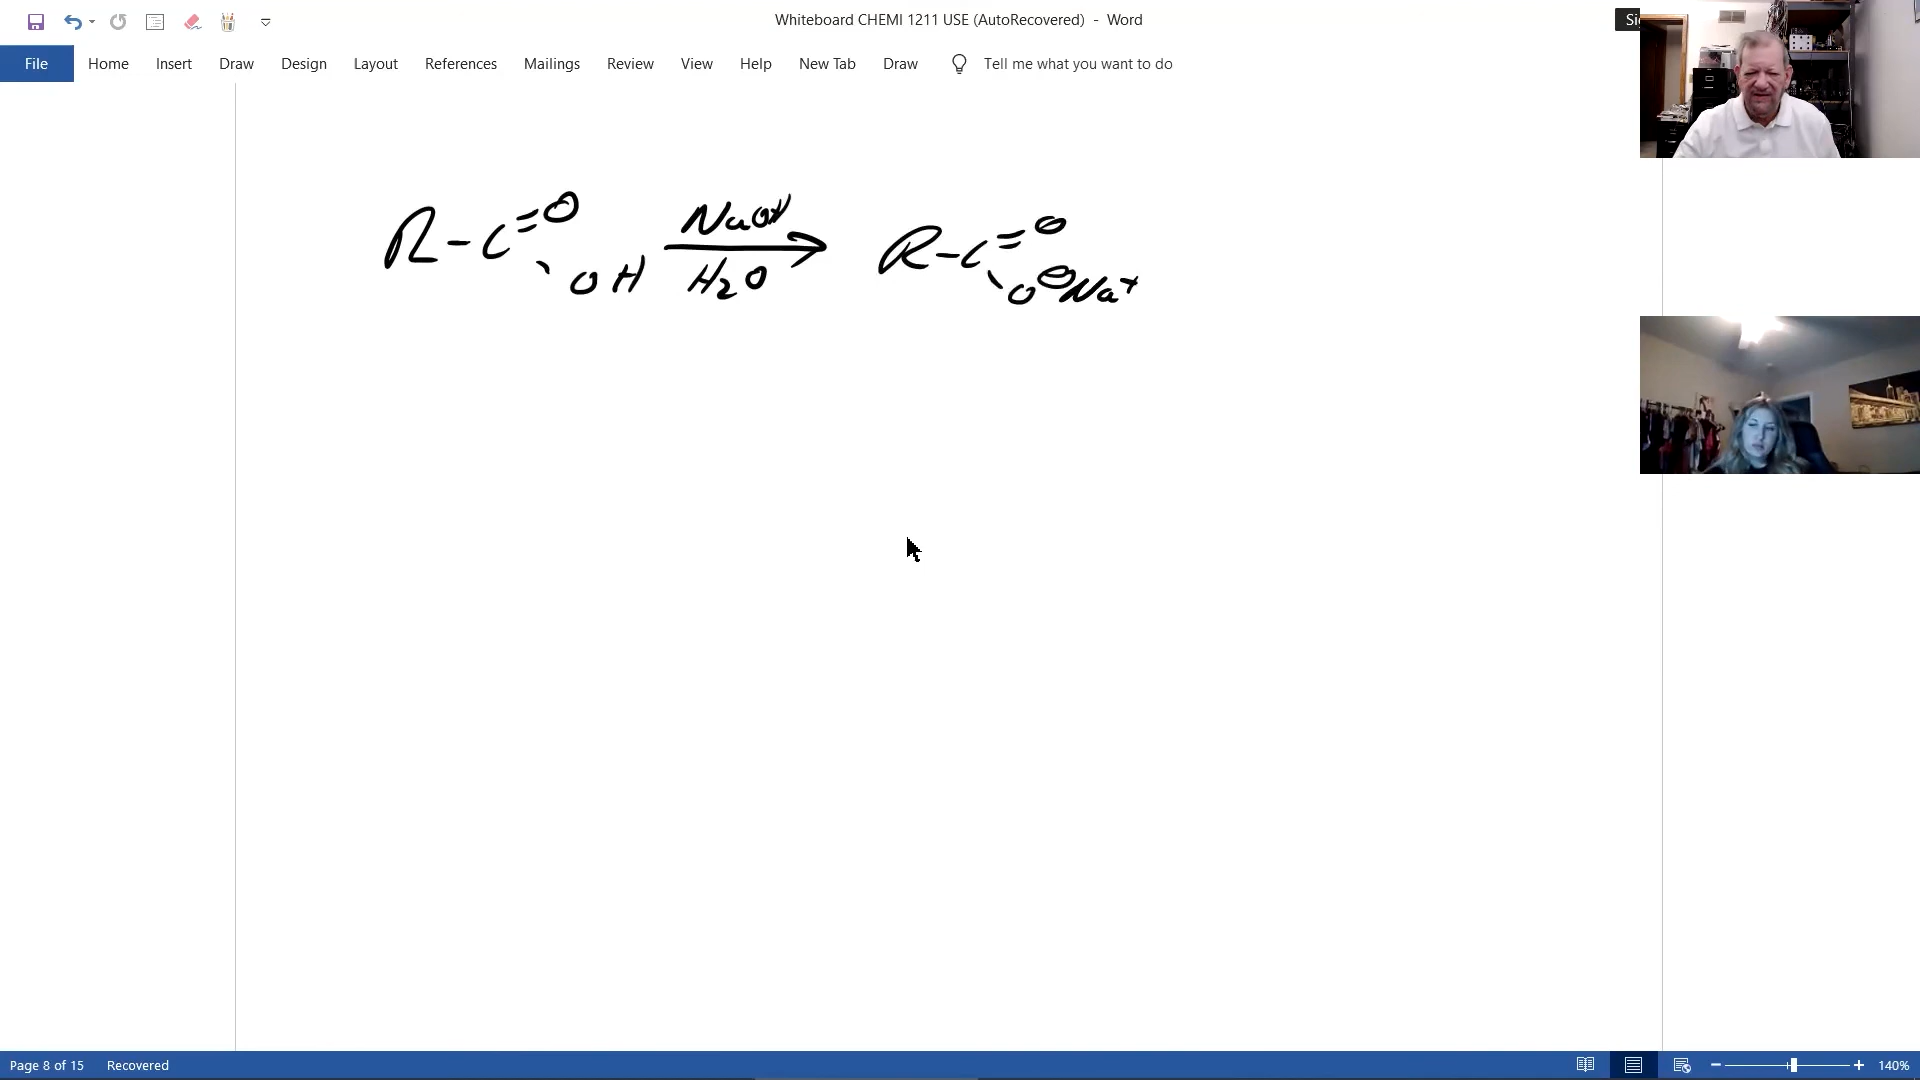 Whiteboard CHEMI 1211 USE (AutoRecovered) - Word
File Home Insert Draw Design Layout References Mailings Review View Help New Tab Draw Tell me what you want to do
R-C=O NaOH R-C=O
OH H2O O⊖Na+
Page 8 of 15 Recovered 140%